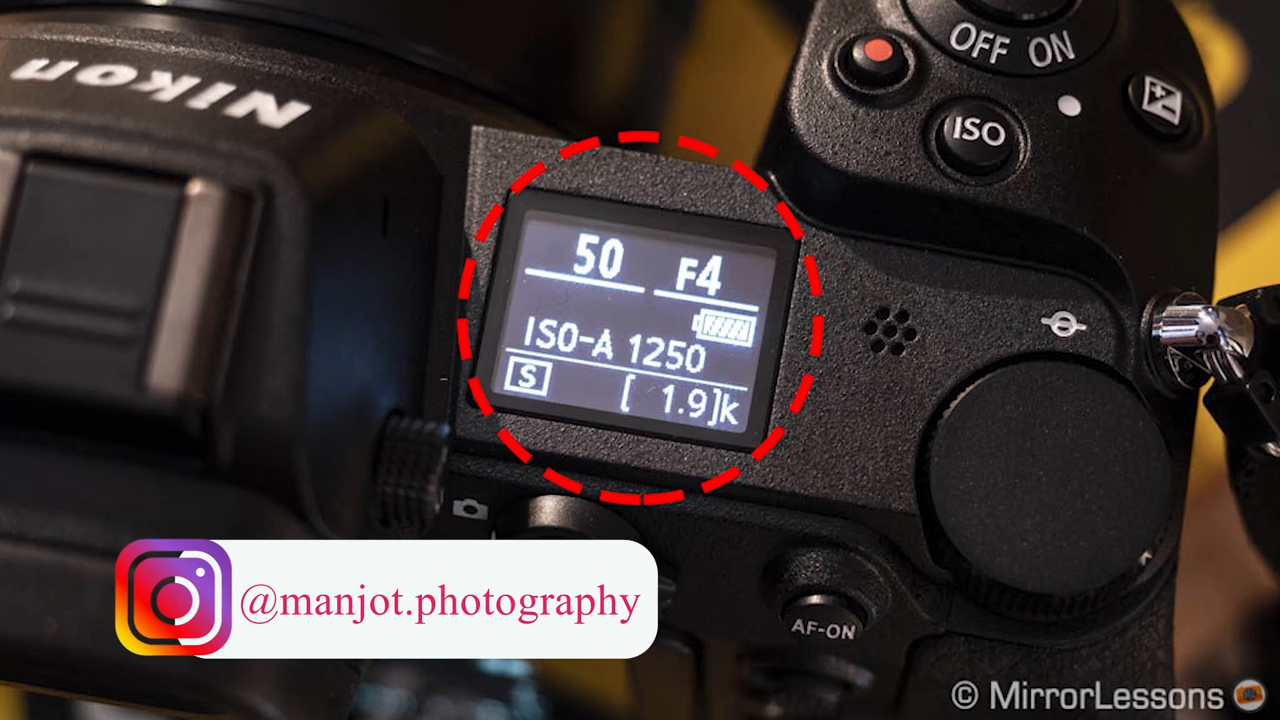 Nikon
OFF ON
ISO
50 F4
ISO-A 1250
S [ 1.9]k
@manjot.photography
AF-ON
© MirrorLessons